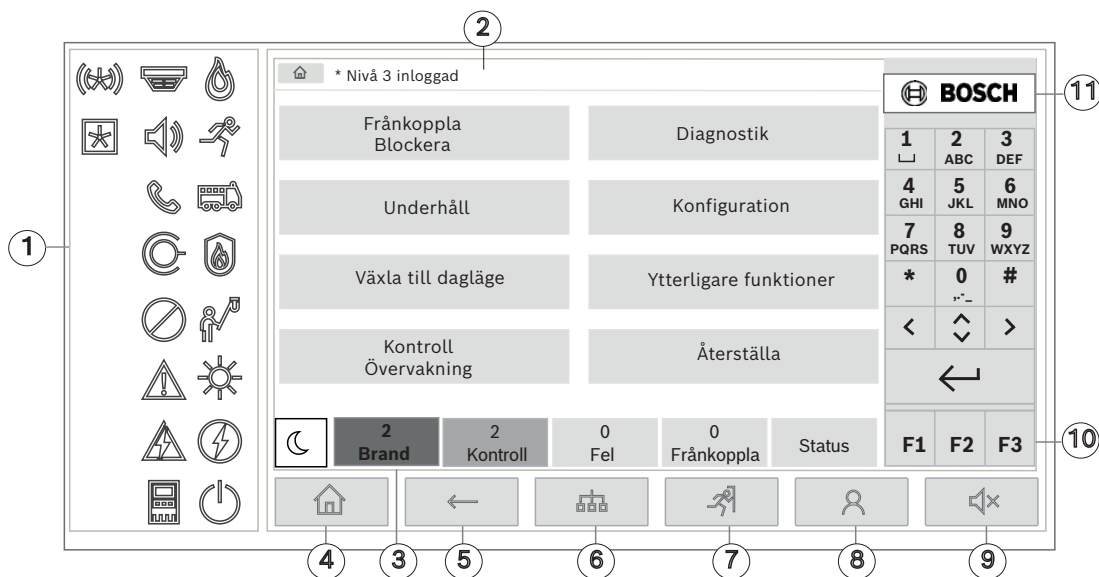 2
* Nivå 3 inloggad
BOSCH
11
Frånkoppla
Blockera
Diagnostik
1
2
ABC
3
DEF
Underhåll
Konfiguration
4
GHI
5
JKL
6
MNO
1
7
PQRS
8
TUV
9
WXYZ
Växla till dagläge
Ytterligare funktioner
*
0
,.-_
#
Kontroll
Övervakning
Återställa
2
Brand
2
Kontroll
0
Fel
0
Frånkoppla
Status
F1
F2
F3
10
4
3
5
6
7
8
9